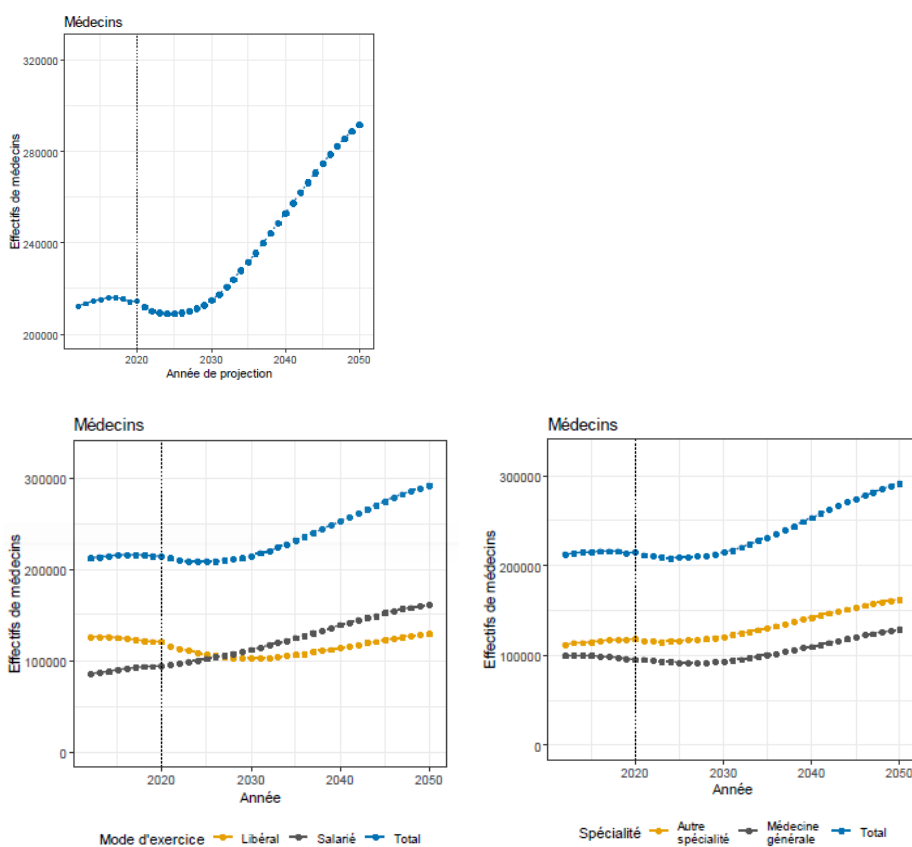 Médecins
320000
280000
240000
200000
Effectifs de médecins
2020 2030 2040 2050
Année de projection
Médecins
300000
200000
100000
0
Effectifs de médecins
2020 2030 2040 2050
Année
Mode d'exercice Libéral Salarié Total
Médecins
300000
200000
100000
0
Effectifs de médecins
2020 2030 2040 2050
Année
Spécialité Autre spécialité Médecine générale Total